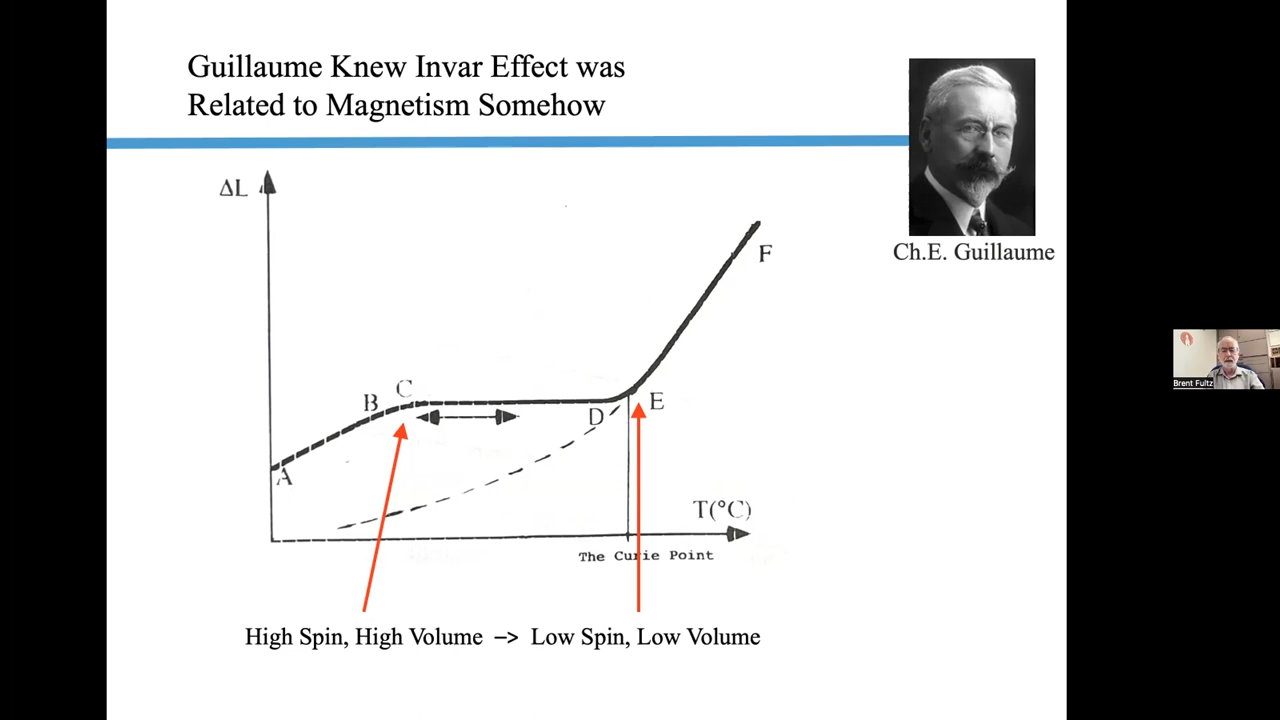 Guillaume Knew Invar Effect was
Related to Magnetism Somehow
Ch.E. Guillaume
ΔL
F
B
C
D
E
A
T(°C)
The Curie Point
High Spin, High Volume –> Low Spin, Low Volume
Brent Fultz